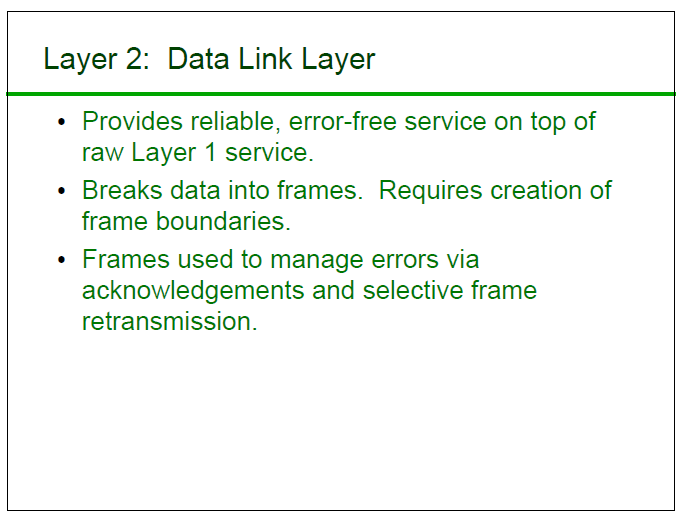 Layer 2:  Data Link Layer
• Provides reliable, error-free service on top of
raw Layer 1 service.
• Breaks data into frames.  Requires creation of
frame boundaries.
• Frames used to manage errors via
acknowledgements and selective frame
retransmission.